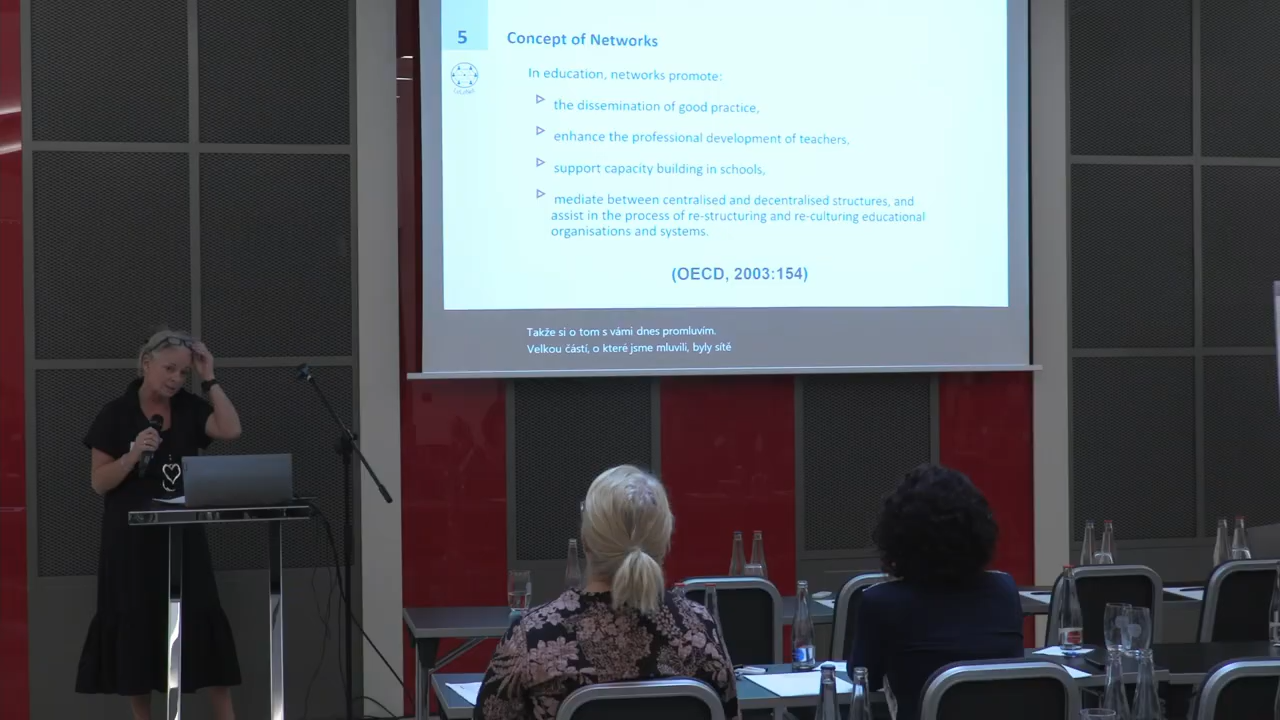 5
Concept of Networks
In education, networks promote:
the dissemination of good practice,
enhance the professional development of teachers,
support capacity building in schools,
mediate between centralised and decentralised structures, and
assist in the process of re-structuring and re-culturing educational
organisations and systems.
(OECD, 2003:154)
Takže si o tom s vámi dnes promluvím.
Velkou částí, o které jsme mluvili, byly sítě